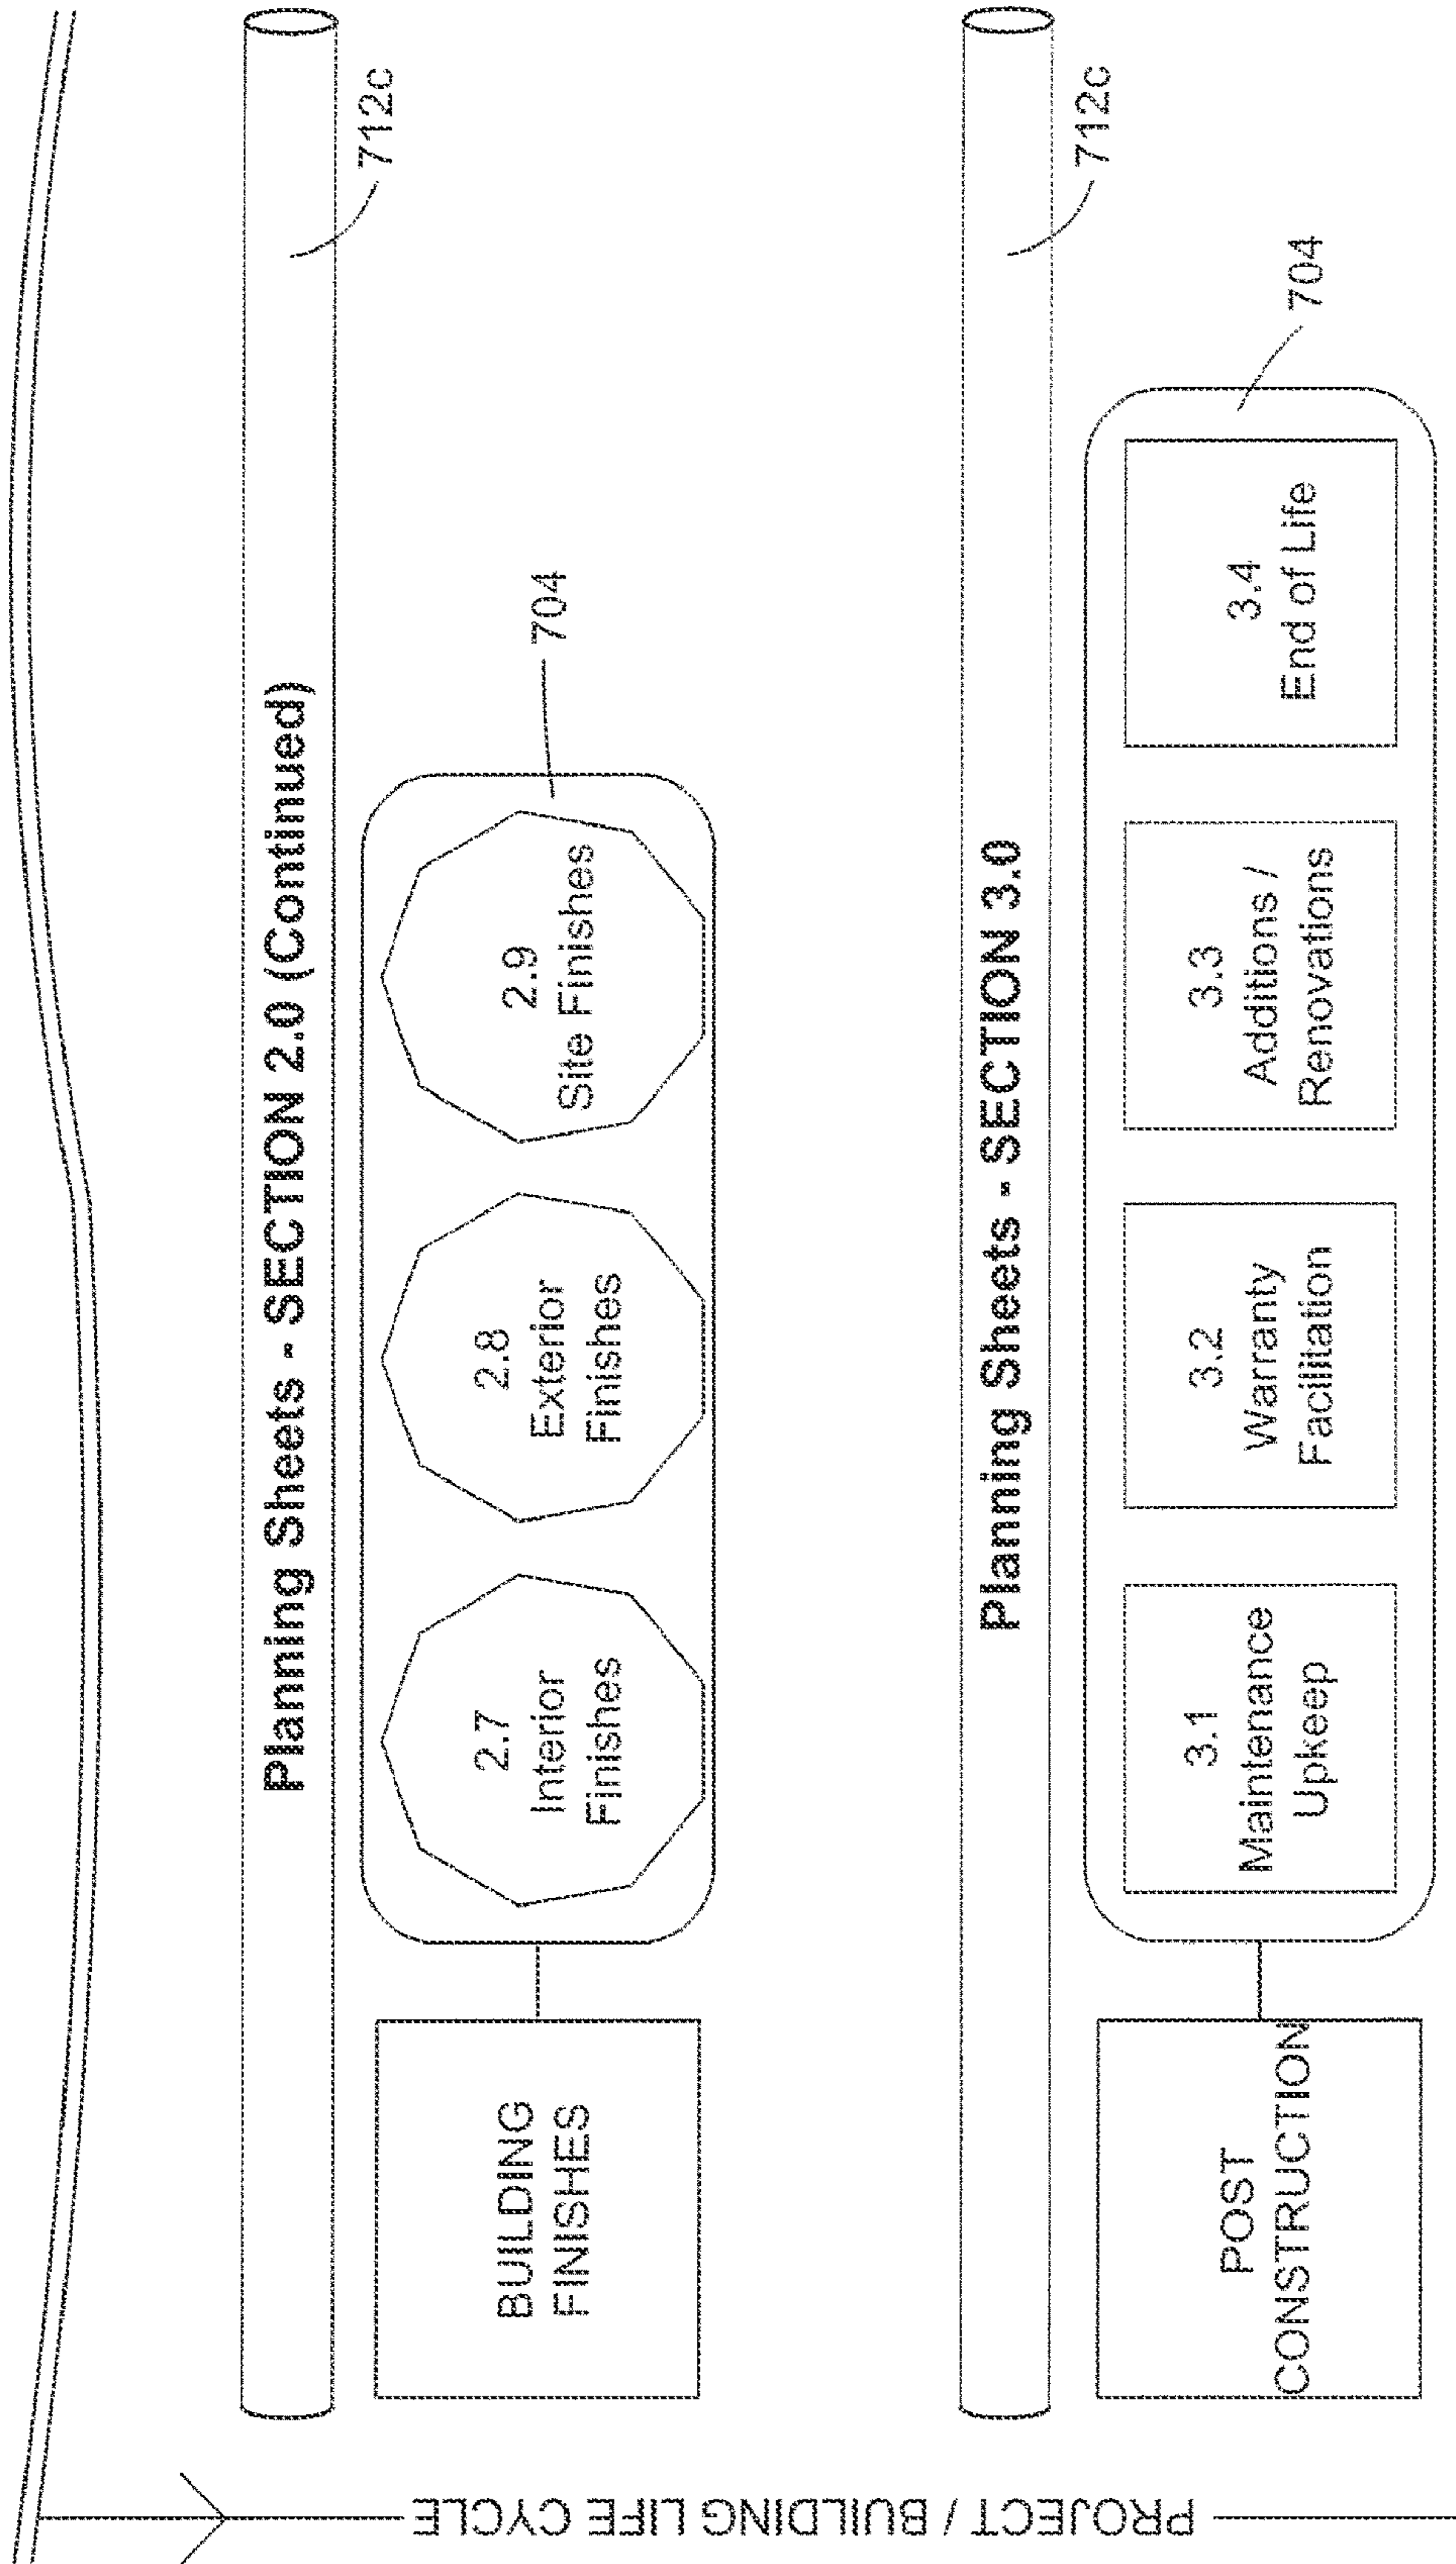 PROJECT / BUILDING LIFE CYCLE
Planning Sheets - SECTION 2.0 (Continued)
712c
BUILDING
FINISHES
2.7
Interior
Finishes
2.8
Exterior
Finishes
2.9
Site Finishes
704
Planning Sheets - SECTION 3.0
712c
POST
CONSTRUCTION
3.1
Maintenance
Upkeep
3.2
Warranty
Facilitation
3.3
Additions /
Renovations
3.4
End of Life
704